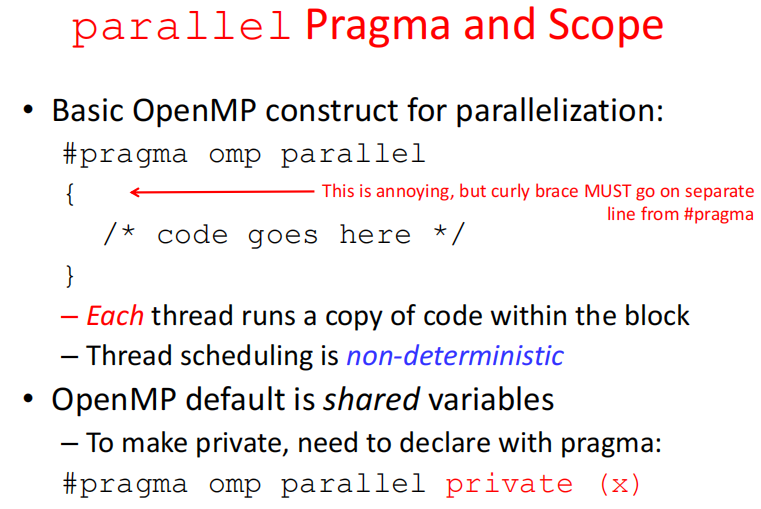 parallel Pragma and Scope
• Basic OpenMP construct for parallelization:
#pragma omp parallel
{
This is annoying, but curly brace MUST go on separate
line from #pragma
/* code goes here */
}
– Each thread runs a copy of code within the block
– Thread scheduling is non-deterministic
• OpenMP default is shared variables
– To make private, need to declare with pragma:
#pragma omp parallel private (x)